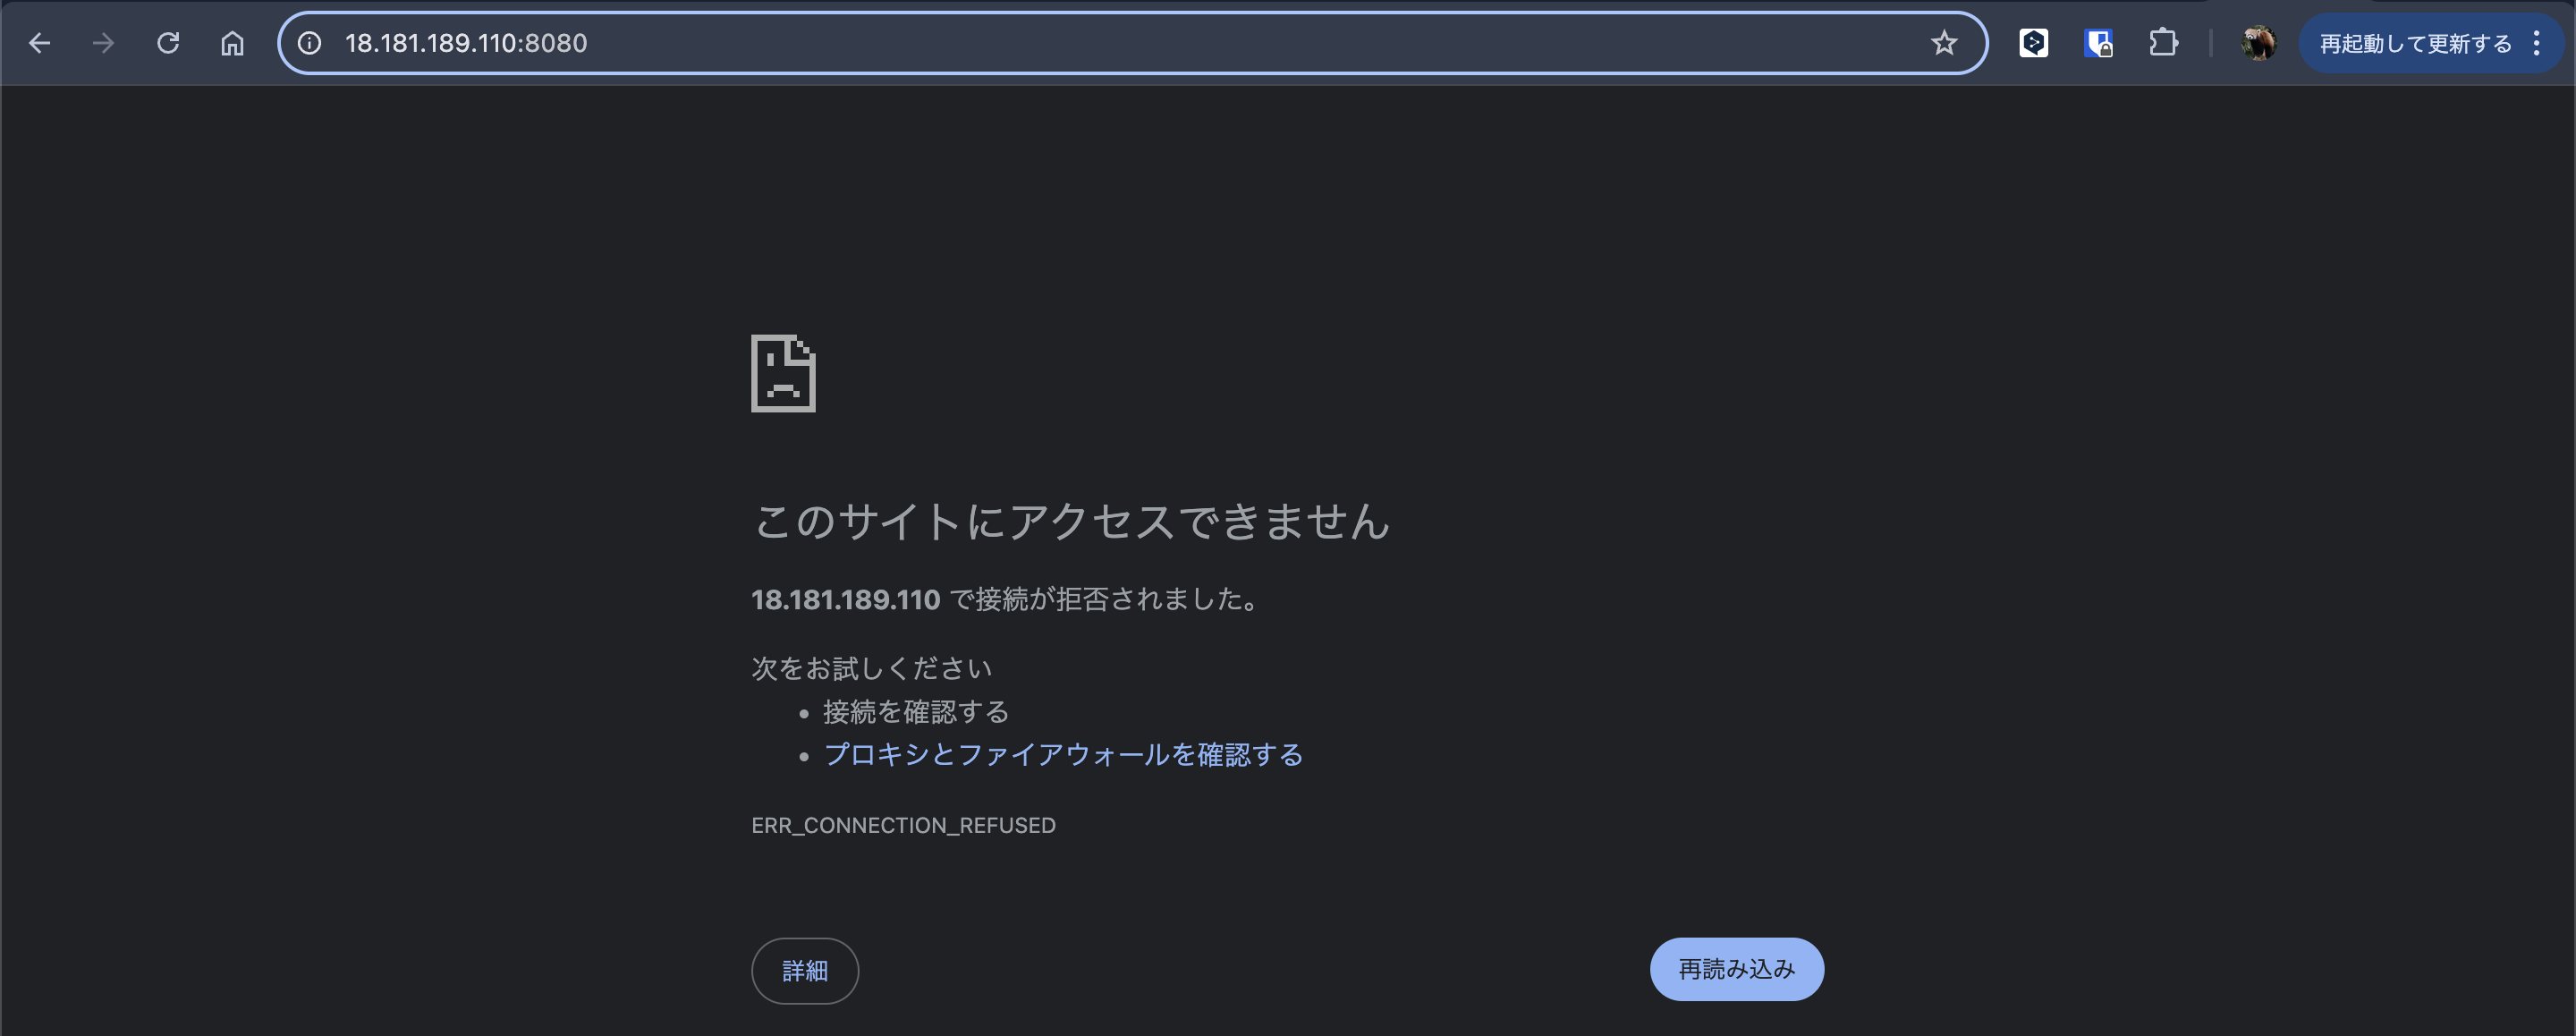 18.181.189.110:8080
再起動して更新する
このサイトにアクセスできません
18.181.189.110 で接続が拒否されました。
次をお試しください
• 接続を確認する
• プロキシとファイアウォールを確認する
ERR_CONNECTION_REFUSED
詳細
再読み込み